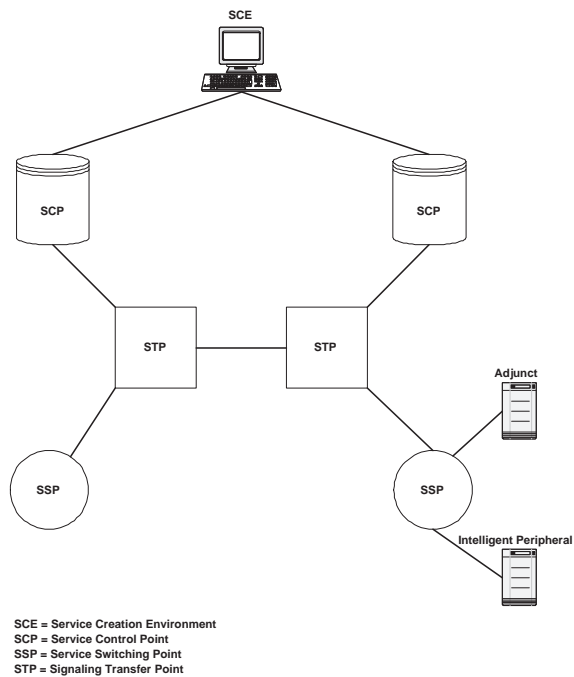 SCE
SCP
SCP
STP
STP
Adjunct
SSP
SSP
Intelligent Peripheral
SCE = Service Creation Environment
SCP = Service Control Point
SSP = Service Switching Point
STP = Signaling Transfer Point